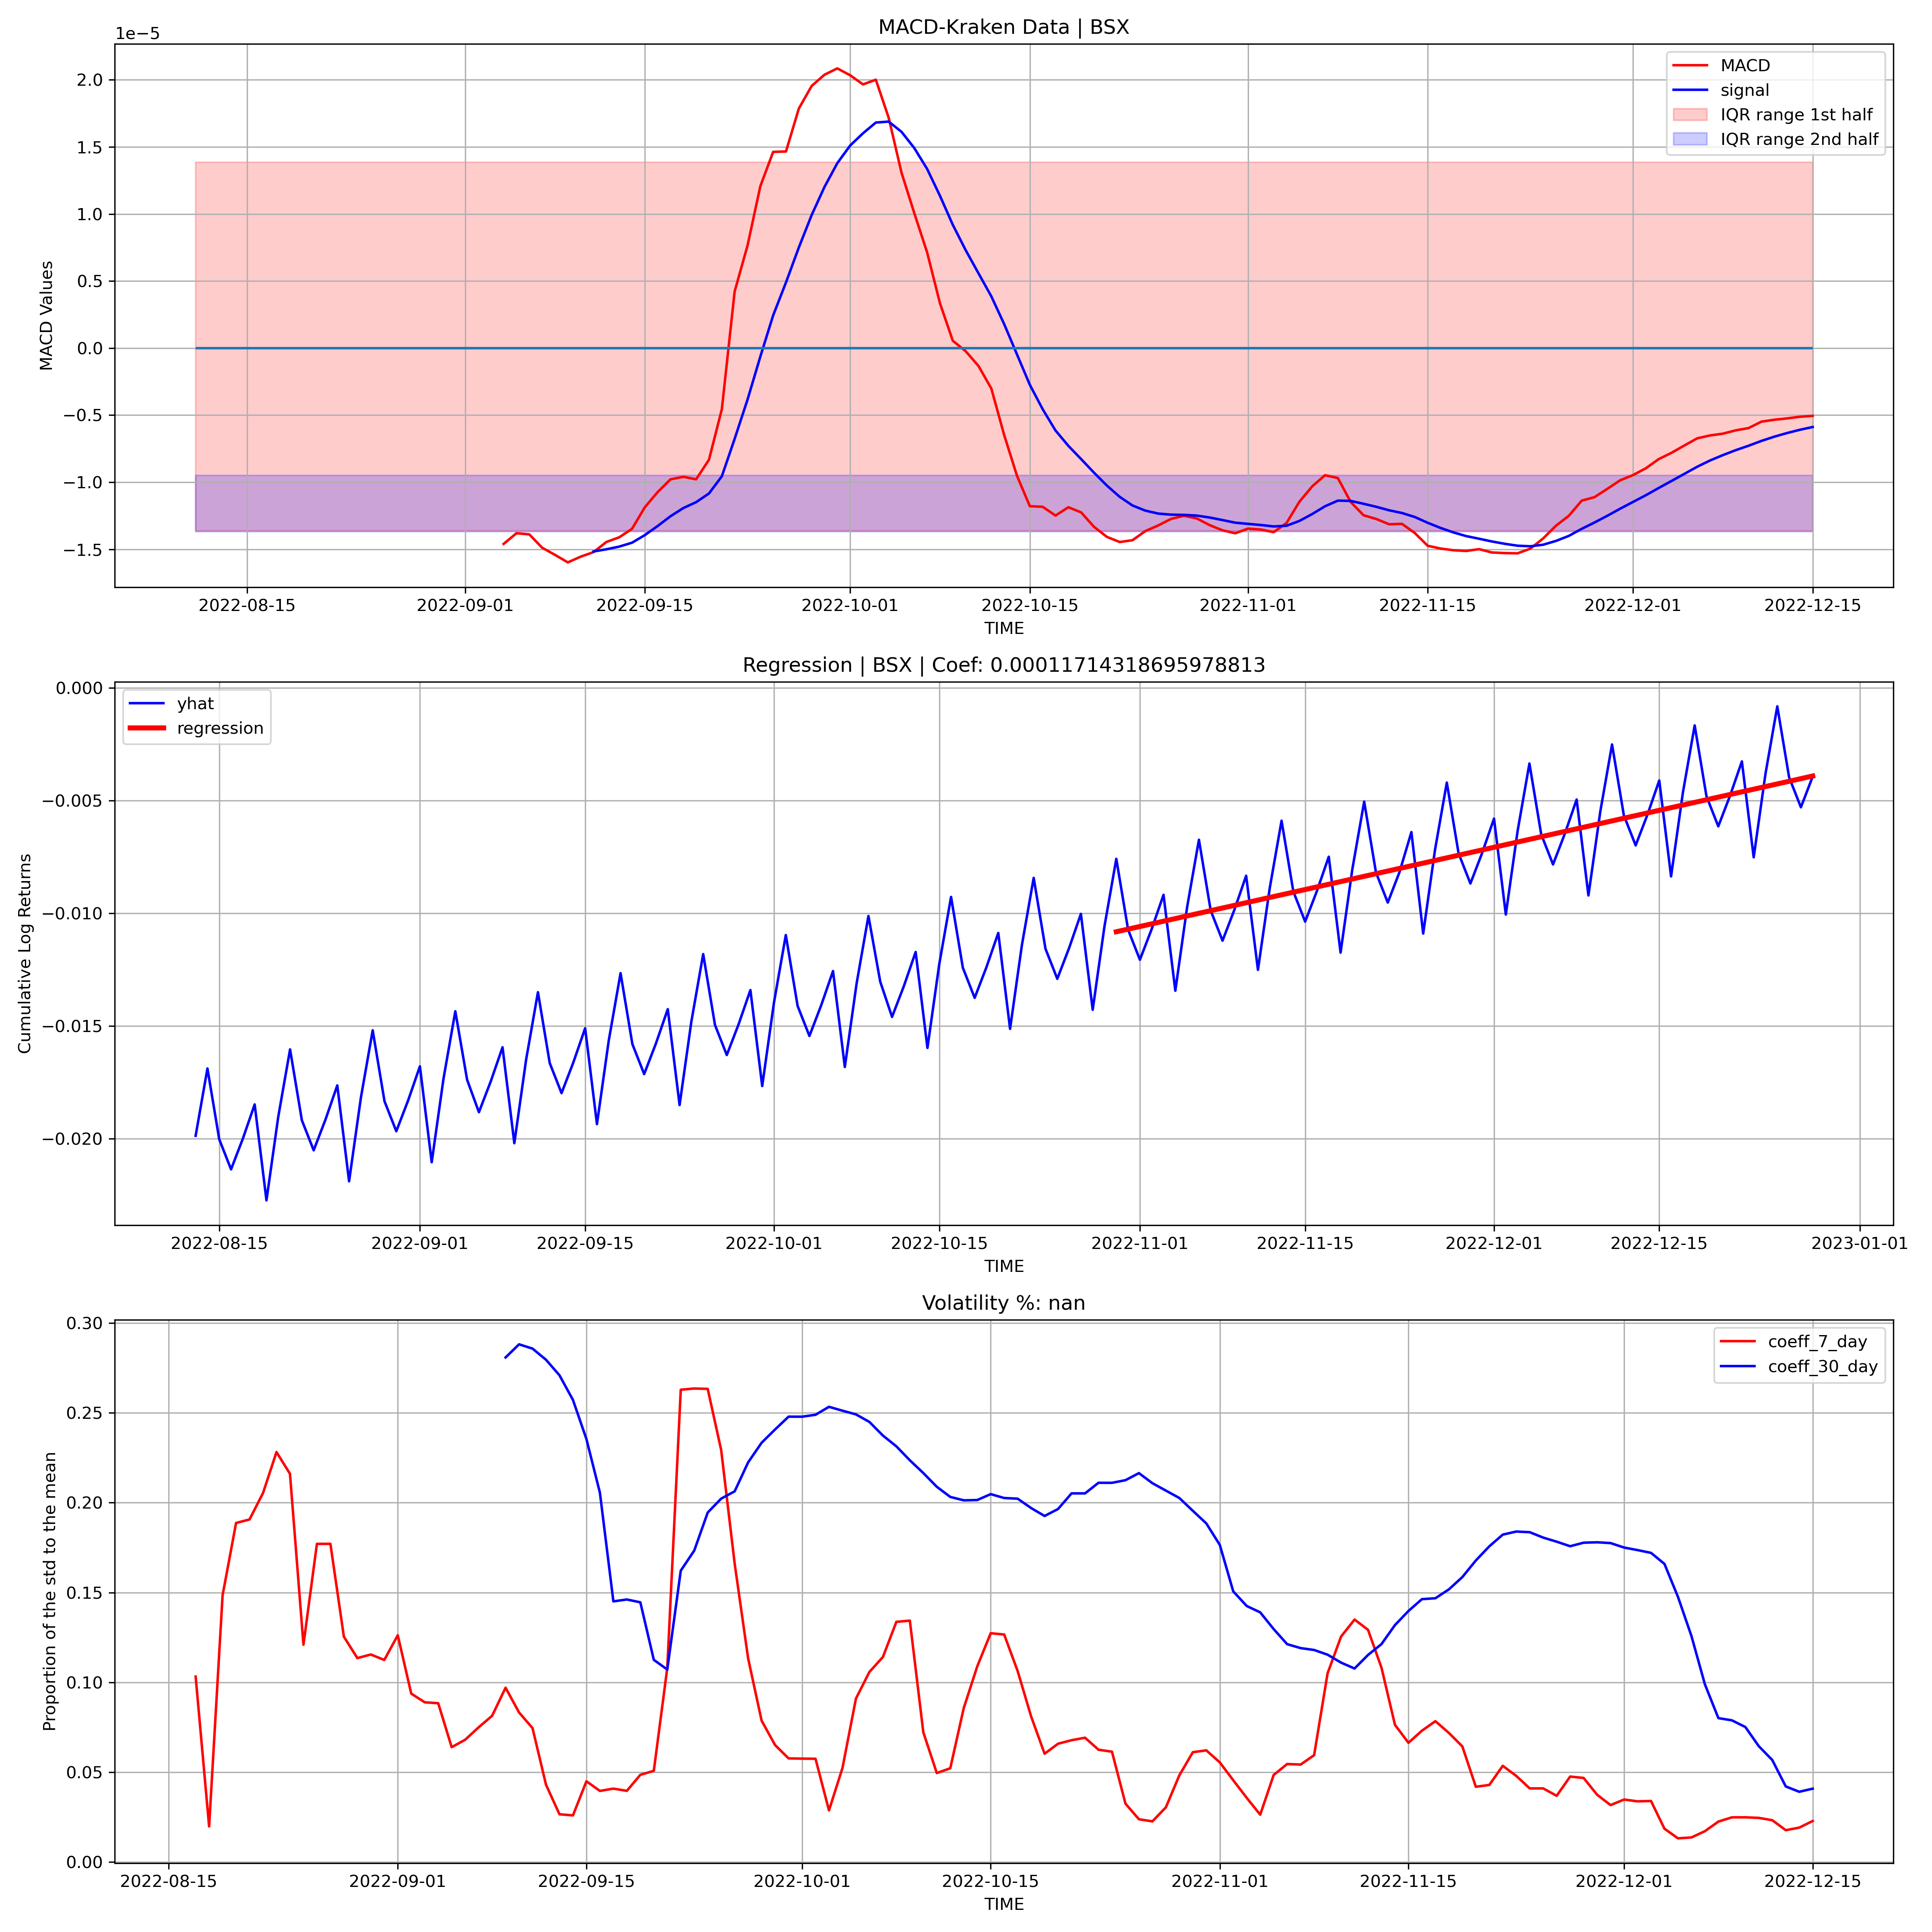 MACD-Kraken Data | BSX
1e−5
2.0
1.5
1.0
0.5
0.0
−0.5
−1.0
−1.5
MACD Values
MACD
signal
IQR range 1st half
IQR range 2nd half
2022-08-15 2022-09-01 2022-09-15 2022-10-01 2022-10-15 2022-11-01 2022-11-15 2022-12-01 2022-12-15
TIME
Regression | BSX | Coef: 0.00011714318695978813
0.000
−0.005
−0.010
−0.015
−0.020
Cumulative Log Returns
yhat
regression
2022-08-15 2022-09-01 2022-09-15 2022-10-01 2022-10-15 2022-11-01 2022-11-15 2022-12-01 2022-12-15 2023-01-01
TIME
Volatility %: nan
0.30
0.25
0.20
0.15
0.10
0.05
0.00
Proportion of the std to the mean
coeff_7_day
coeff_30_day
2022-08-15 2022-09-01 2022-09-15 2022-10-01 2022-10-15 2022-11-01 2022-11-15 2022-12-01 2022-12-15
TIME